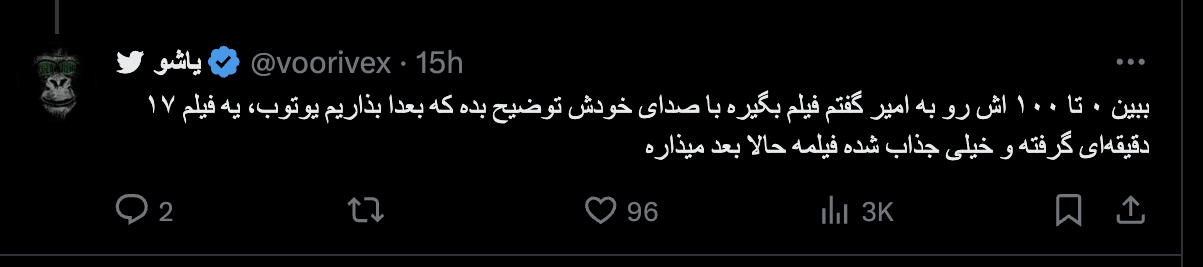 یاشو @voorivex · 15h
ببین ۰ تا ۱۰۰ اش رو به امیر گفتم فیلم بگیره با صدای خودش توضیح بده که بعدا بذاریم یوتوب، یه فیلم ۱۷
دقیقه‌ای گرفته و خیلی جذاب شده فیلمه حالا بعد میذاره
2 96 3K